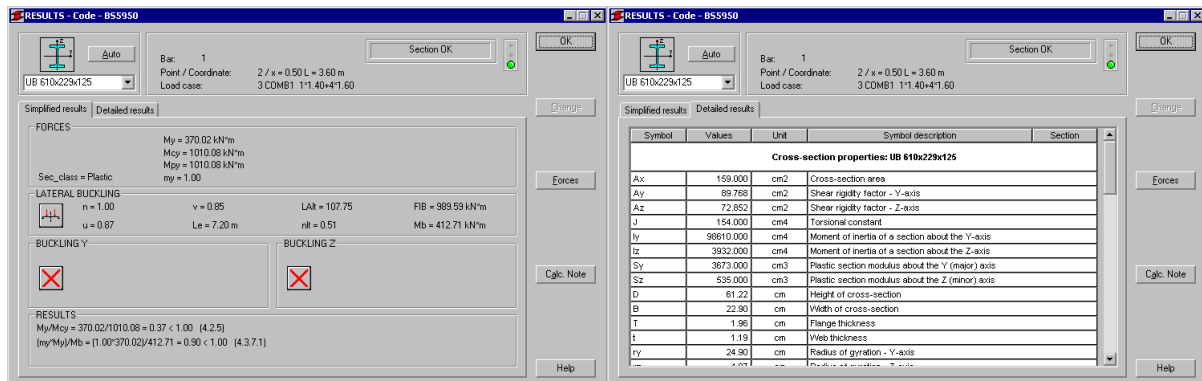 RESULTS - Code - BS5950
Auto
UB 610x229x125
Bar: 1
Point / Coordinate: 2 / x = 0.50 L = 3.60 m
Load case: 3 COMB1 1*1.40+4*1.60
Section OK
OK
Change
Forces
Calc. Note
Help
Simplified results
Detailed results
FORCES
My = 370.02 kN*m
Mcy = 1010.08 kN*m
Mpy = 1010.08 kN*m
Sec_class = Plastic my = 1.00
LATERAL BUCKLING
n = 1.00 v = 0.85 LAlt = 107.75 FIB = 989.59 kN*m
u = 0.87 Le = 7.20 m nlt = 0.51 Mb = 412.71 kN*m
BUCKLING Y
BUCKLING Z
RESULTS
My/Mcy = 370.02/1010.08 = 0.37 < 1.00 (4.2.5)
(my*My)/Mb = (1.00*370.02)/412.71 = 0.90 < 1.00 (4.3.7.1)
RESULTS - Code - BS5950
Auto
UB 610x229x125
Bar: 1
Point / Coordinate: 2 / x = 0.50 L = 3.60 m
Load case: 3 COMB1 1*1.40+4*1.60
Section OK
OK
Change
Forces
Calc. Note
Help
Simplified results
Detailed results
Symbol Values Unit Symbol description Section
Cross-section properties: UB 610x229x125
Ax 159.000 cm2 Cross-section area
Ay 89.768 cm2 Shear rigidity factor - Y-axis
Az 72.852 cm2 Shear rigidity factor - Z-axis
J 154.000 cm4 Torsional constant
Iy 98610.000 cm4 Moment of inertia of a section about the Y-axis
Iz 3932.000 cm4 Moment of inertia of a section about the Z-axis
Sy 3673.000 cm3 Plastic section modulus about the Y (major) axis
Sz 535.000 cm3 Plastic section modulus about the Z (minor) axis
D 61.22 cm Height of cross-section
B 22.90 cm Width of cross-section
T 1.96 cm Flange thickness
t 1.19 cm Web thickness
ry 24.90 cm Radius of gyration - Y-axis